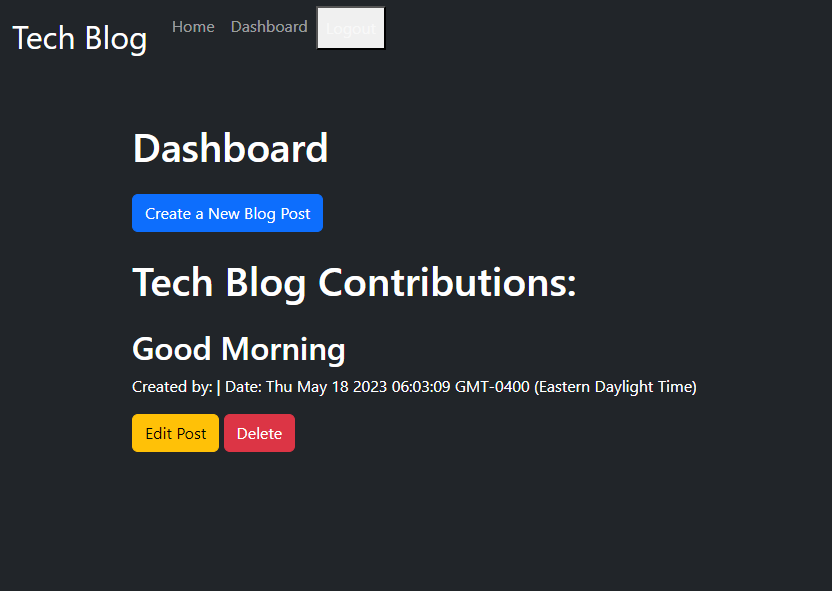 Tech Blog Home Dashboard Logout
Dashboard
Create a New Blog Post
Tech Blog Contributions:
Good Morning
Created by: | Date: Thu May 18 2023 06:03:09 GMT-0400 (Eastern Daylight Time)
Edit Post Delete